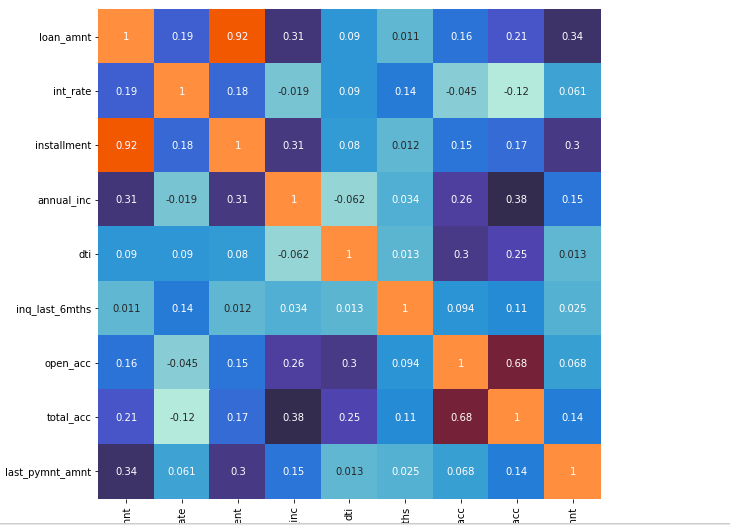 loan_amnt 1 0.19 0.92 0.31 0.09 0.011 0.16 0.21 0.34
int_rate 0.19 1 0.18 -0.019 0.09 0.14 -0.045 -0.12 0.061
installment 0.92 0.18 1 0.31 0.08 0.012 0.15 0.17 0.3
annual_inc 0.31 -0.019 0.31 1 -0.062 0.034 0.26 0.38 0.15
dti 0.09 0.09 0.08 -0.062 1 0.013 0.3 0.25 0.013
inq_last_6mths 0.011 0.14 0.012 0.034 0.013 1 0.094 0.11 0.025
open_acc 0.16 -0.045 0.15 0.26 0.3 0.094 1 0.68 0.068
total_acc 0.21 -0.12 0.17 0.38 0.25 0.11 0.68 1 0.14
last_pymnt_amnt 0.34 0.061 0.3 0.15 0.013 0.025 0.068 0.14 1
ate ent inc dti ths acc acc